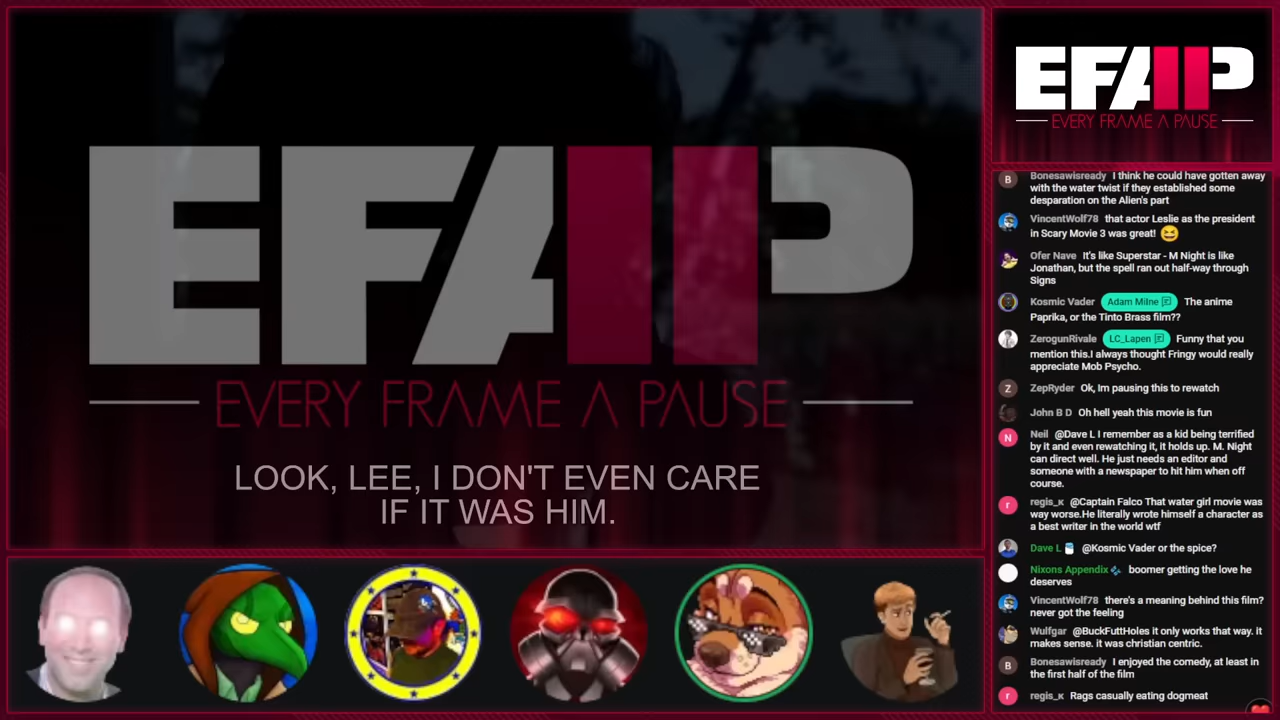 EFAP
EVERY FRAME A PAUSE
LOOK, LEE, I DON'T EVEN CARE
IF IT WAS HIM.
EFAP
EVERY FRAME A PAUSE
B Bonesawisready I think he could have gotten away
with the water twist if they established some
desparation on the Alien's part
VincentWolf78 that actor Leslie as the president
in Scary Movie 3 was great! 😆
Ofer Nave It's like Superstar - M Night is like
Jonathan, but the spell ran out half-way through
Signs
Kosmic Vader Adam Milne The anime
Paprika, or the Tinto Brass film??
ZerogunRivale LC_Lapen Funny that you
mention this.I always thought Fringy would really
appreciate Mob Psycho.
Z ZepRyder Ok, Im pausing this to rewatch
John B D Oh hell yeah this movie is fun
N Neil @Dave L I remember as a kid being terrified
by it and even rewatching it, it holds up. M. Night
can direct well. He just needs an editor and
someone with a newspaper to hit him when off
course.
r regis_к @Captain Falco That water girl movie was
way worse.He literally wrote himself a character as
a best writer in the world wtf
Dave L @Kosmic Vader or the spice?
Nixons Appendix boomer getting the love he
deserves
VincentWolf78 there's a meaning behind this film?
never got the feeling
Wulfgar @BuckFuttHoles it only works that way. it
makes sense. it was christian centric.
B Bonesawisready I enjoyed the comedy, at least in
the first half of the film
r regis_к Rags casually eating dogmeat